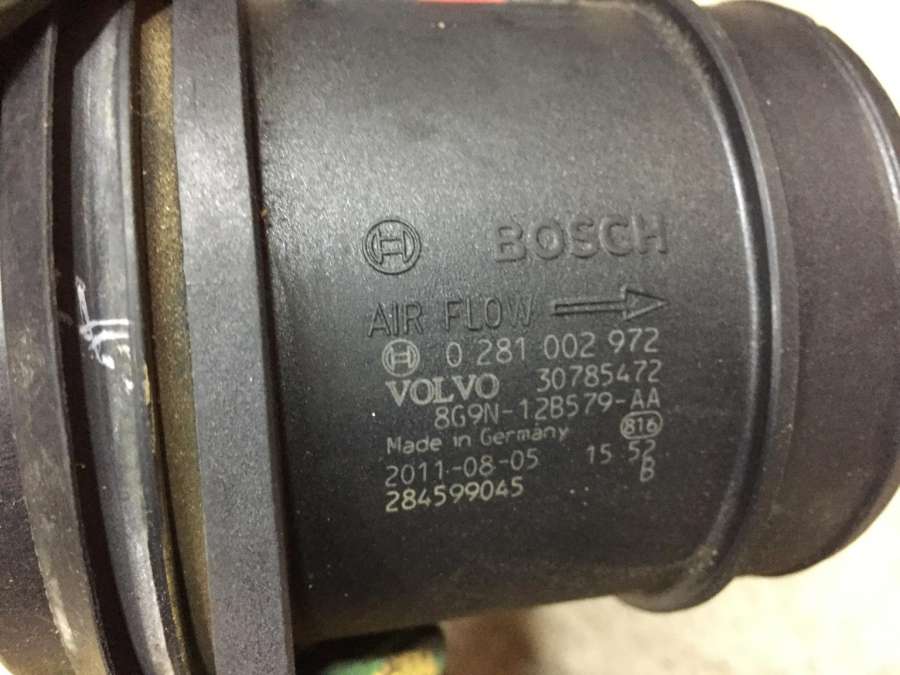 BOSCH
AIR FLOW
0 281 002 972
VOLVO 30785472
8G9N-12B579-AA
Made in Germany 816
2011-08-05 15 52
284599045 B